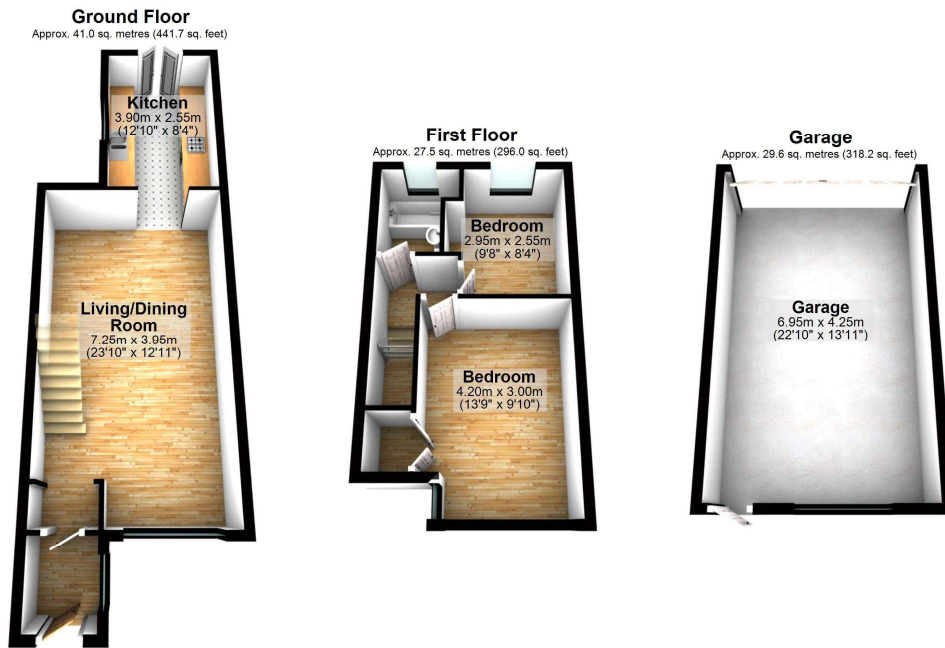 Ground Floor
Approx. 41.0 sq. metres (441.7 sq. feet)
Kitchen
3.90m x 2.55m
(12'10" x 8'4")
Living/Dining
Room
7.25m x 3.95m
(23'10" x 12'11")
First Floor
Approx. 27.5 sq. metres (296.0 sq. feet)
Bedroom
2.95m x 2.55m
(9'8" x 8'4")
Bedroom
4.20m x 3.00m
(13'9" x 9'10")
Garage
Approx. 29.6 sq. metres (318.2 sq. feet)
Garage
6.95m x 4.25m
(22'10" x 13'11")